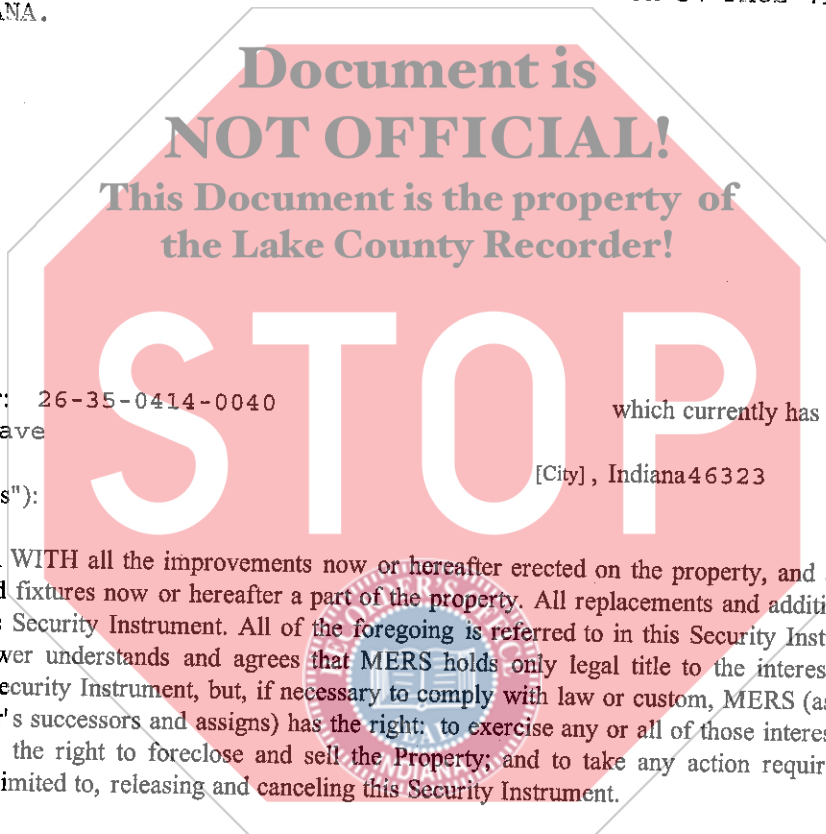 ANA.
Document is
NOT OFFICIAL!
This Document is the property of
the Lake County Recorder!
STOP
: 26-35-0414-0040 which currently has
ave
[City], Indiana46323
s"):
WITH all the improvements now or hereafter erected on the property, and
d fixtures now or hereafter a part of the property. All replacements and additi
s Security Instrument. All of the foregoing is referred to in this Security Inst
wer understands and agrees that MERS holds only legal title to the interes
ecurity Instrument, but, if necessary to comply with law or custom, MERS (as
r's successors and assigns) has the right: to exercise any or all of those interes
the right to foreclose and sell the Property; and to take any action requir
imited to, releasing and canceling this Security Instrument.
RECORDER'S OFFICE
SEAL
INDIANA